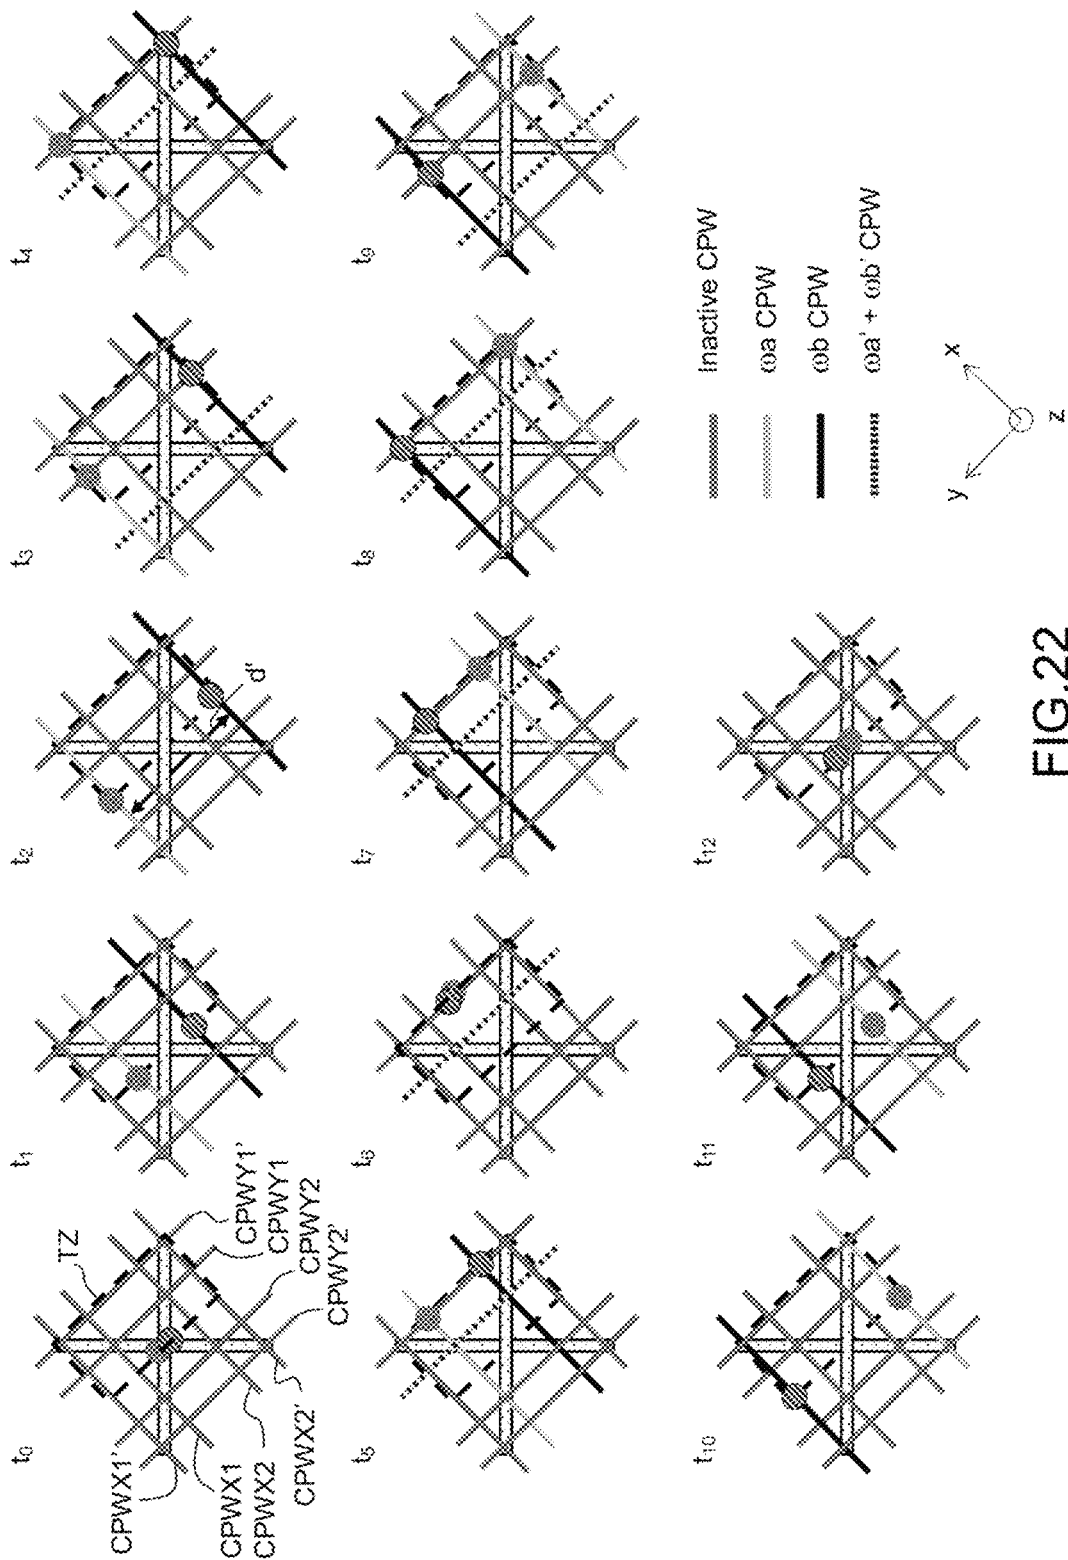 t0
t1
t2
t3
t4
TZ
CPWX1'
CPWX1
CPWX2
CPWX2'
CPWY1'
CPWY1
CPWY2
CPWY2'
d'
t5
t6
t7
t8
t9
t10
t11
t12
Inactive CPW
ωa CPW
ωb CPW
ωa' + ωb' CPW
y
x
z
FIG.22